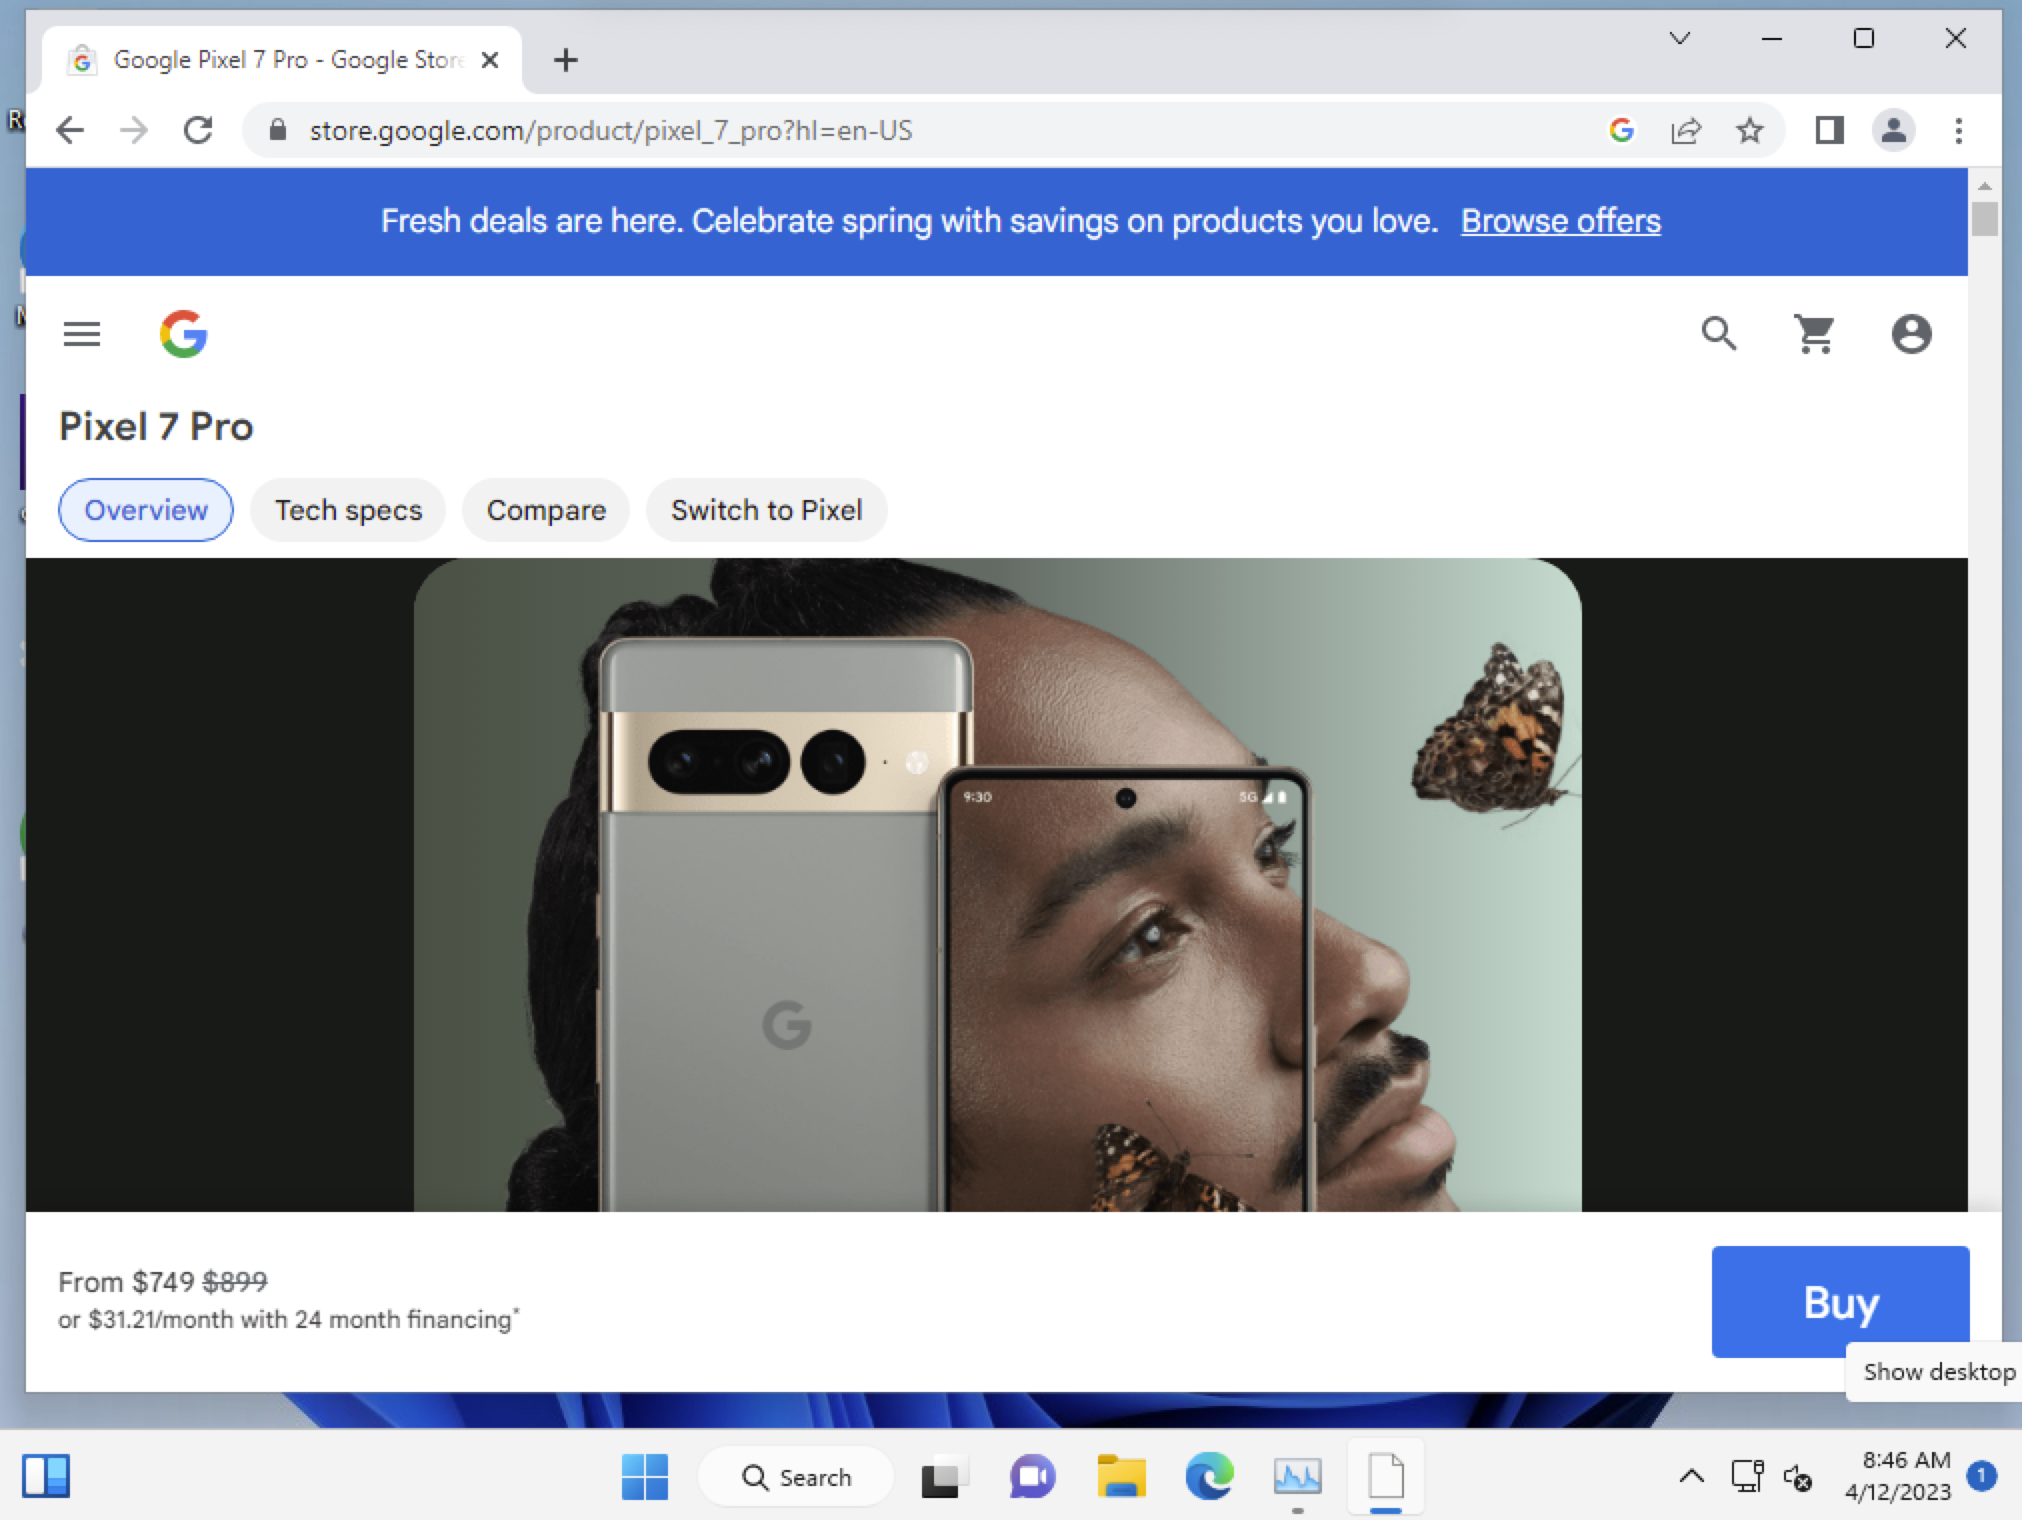 Google Pixel 7 Pro - Google Store
store.google.com/product/pixel_7_pro?hl=en-US
Fresh deals are here. Celebrate spring with savings on products you love. Browse offers
Pixel 7 Pro
Overview Tech specs Compare Switch to Pixel
9:30 5G
From $749 $899
or $31.21/month with 24 month financing*
Buy
Show desktop
Search
8:46 AM
4/12/2023
1